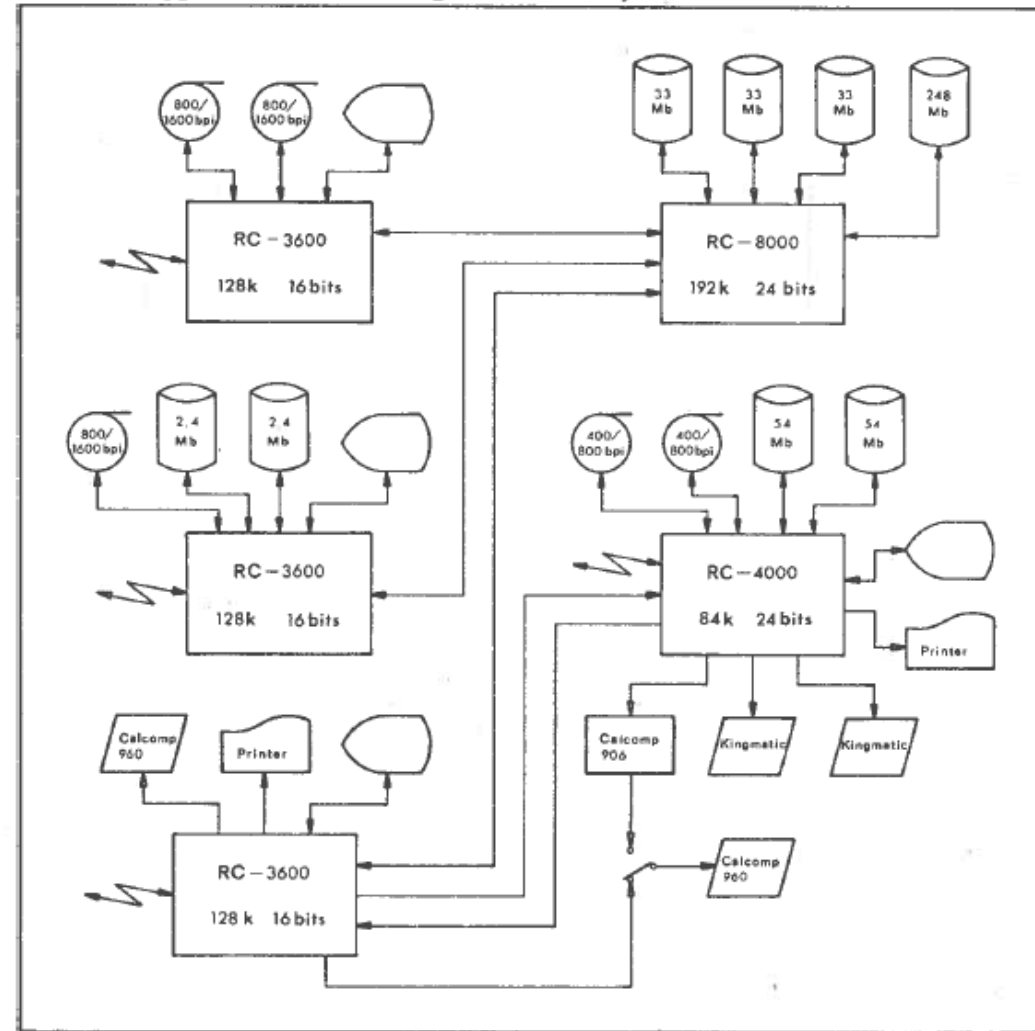 800/
1600 bpi
800/
1600 bpi
33
Mb
33
Mb
33
Mb
248
Mb
RC-3600
128k 16 bits
RC-8000
192k 24 bits
800/
1600 bpi
2,4
Mb
2,4
Mb
400/
800 bpi
400/
800 bpi
54
Mb
54
Mb
RC-3600
128k 16 bits
RC-4000
84k 24 bits
Printer
Calcomp
960
Printer
Calcomp
906
Kingmatic
Kingmatic
RC-3600
128 k 16 bits
Calcomp
960